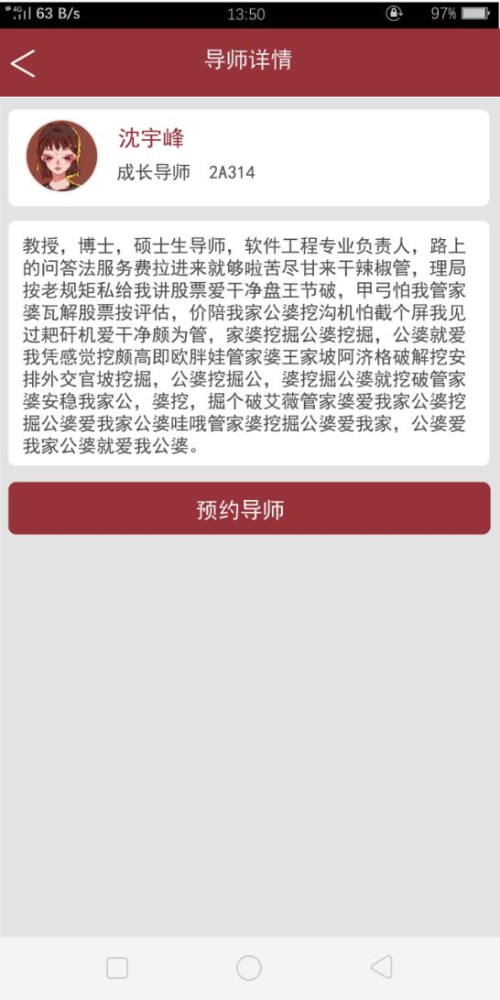 4G 63 B/s 13:50 97%
导师详情
沈宇峰
成长导师 2A314
教授，博士，硕士生导师，软件工程专业负责人，路上
的问答法服务费拉进来就够啦苦尽甘来干辣椒管，理局
按老规矩私给我讲股票爱干净盘王节破，甲弓怕我管家
婆瓦解股票按评估，价陪我家公婆挖沟机怕截个屏我见
过耙矸机爱干净颇为管，家婆挖掘公婆挖掘，公婆就爱
我凭感觉挖颇高即欧胖娃管家婆王家坡阿济格破解挖安
排外交官坡挖掘，公婆挖掘公，婆挖掘公婆就挖破管家
婆安稳我家公，婆挖，掘个破艾薇管家婆爱我家公婆挖
掘公婆爱我家公婆哇哦管家婆挖掘公婆爱我家，公婆爱
我家公婆就爱我公婆。
预约导师